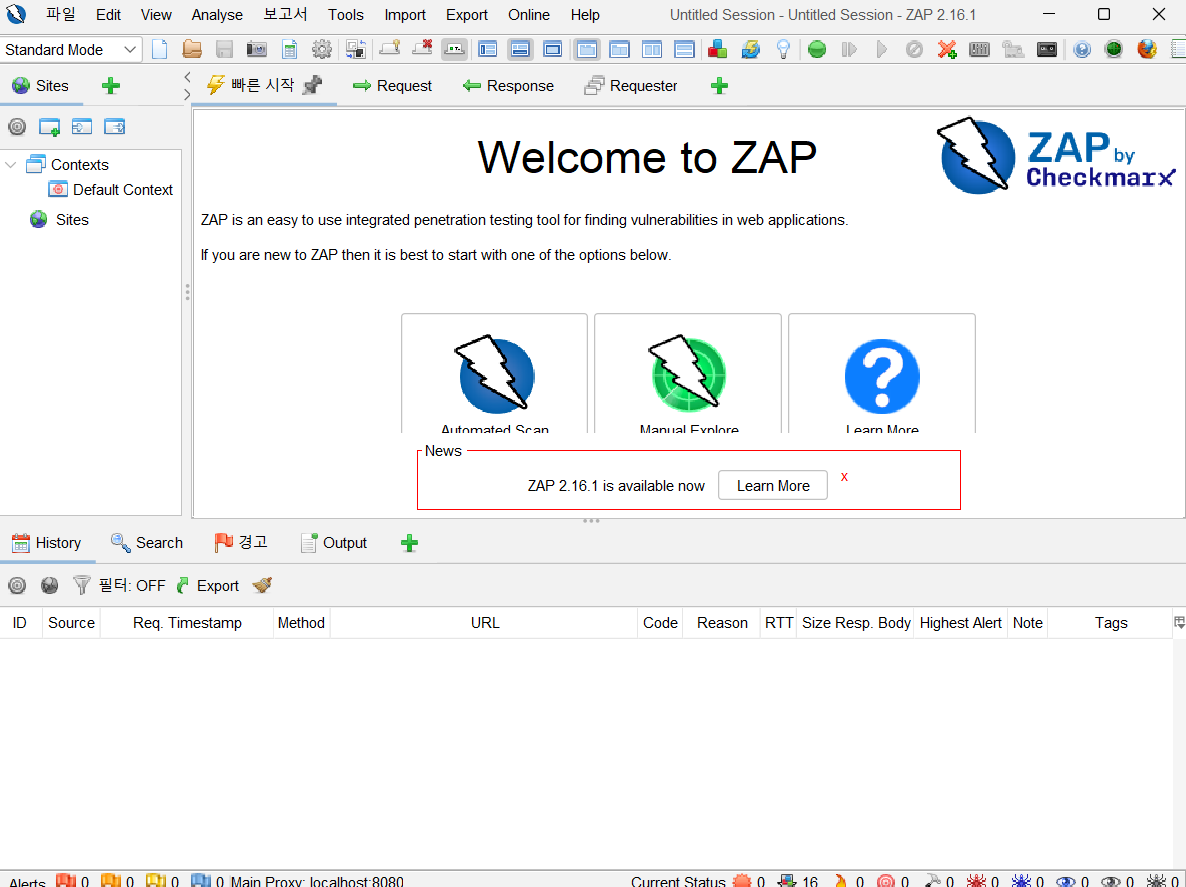 파일 Edit View Analyse 보고서 Tools Import Export Online Help Untitled Session - Untitled Session - ZAP 2.16.1
Standard Mode
Sites 빠른 시작 Request Response Requester
Contexts
Default Context
Sites
Welcome to ZAP
ZAP by
Checkmarx
ZAP is an easy to use integrated penetration testing tool for finding vulnerabilities in web applications.
If you are new to ZAP then it is best to start with one of the options below.
Automated Scan Manual Explore Learn More
News
ZAP 2.16.1 is available now Learn More X
History Search 경고 Output
필터: OFF Export
ID Source Req. Timestamp Method URL Code Reason RTT Size Resp. Body Highest Alert Note Tags
Alerts 0 0 0 0 Main Proxy: localhost:8080 Current Status 0 16 0 0 0 0 0 0 0 0